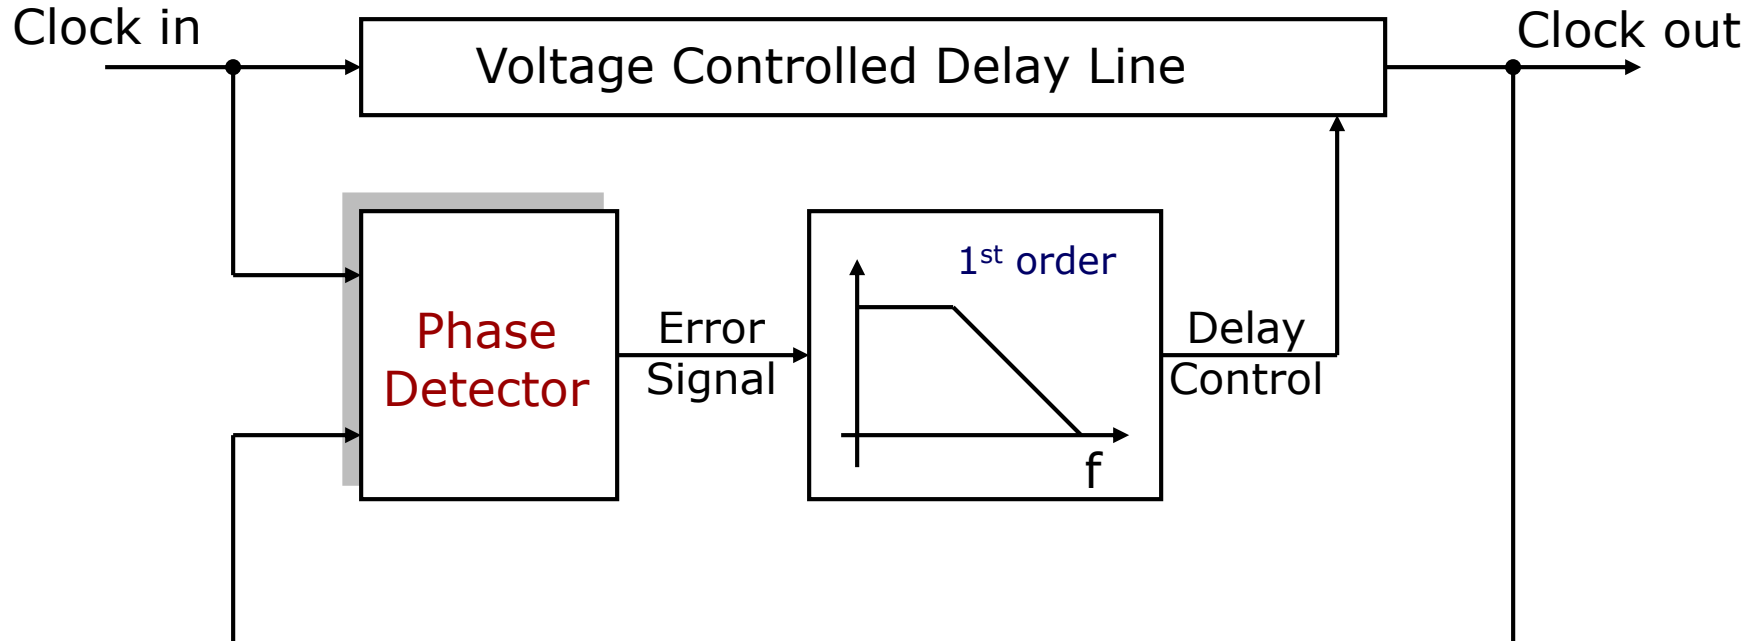 Clock in
Voltage Controlled Delay Line
Clock out
Phase
Detector
Error
Signal
1st order
f
Delay
Control